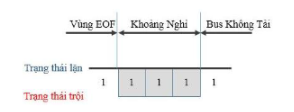 Vùng EOF Khoảng Nghỉ Bus Không Tải
Trạng thái lặn
1 1 1 1 1
Trạng thái trội